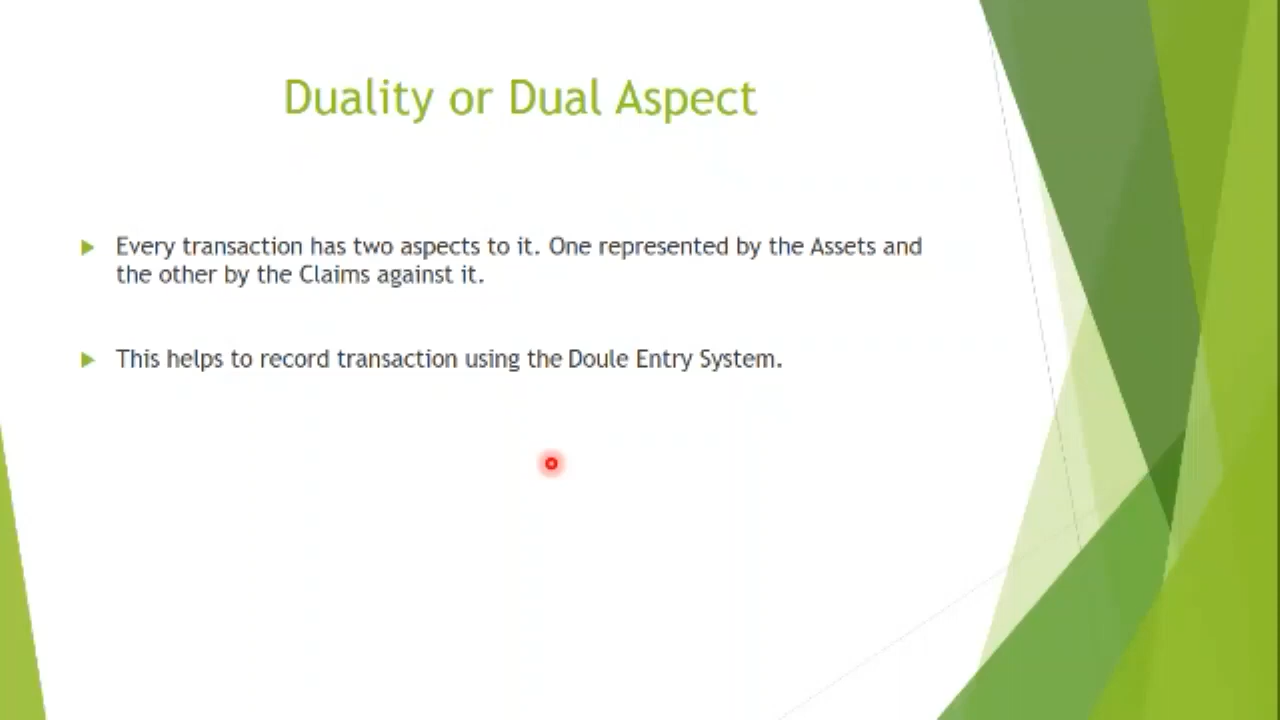 Duality or Dual Aspect
Every transaction has two aspects to it. One represented by the Assets and
the other by the Claims against it.
This helps to record transaction using the Doule Entry System.